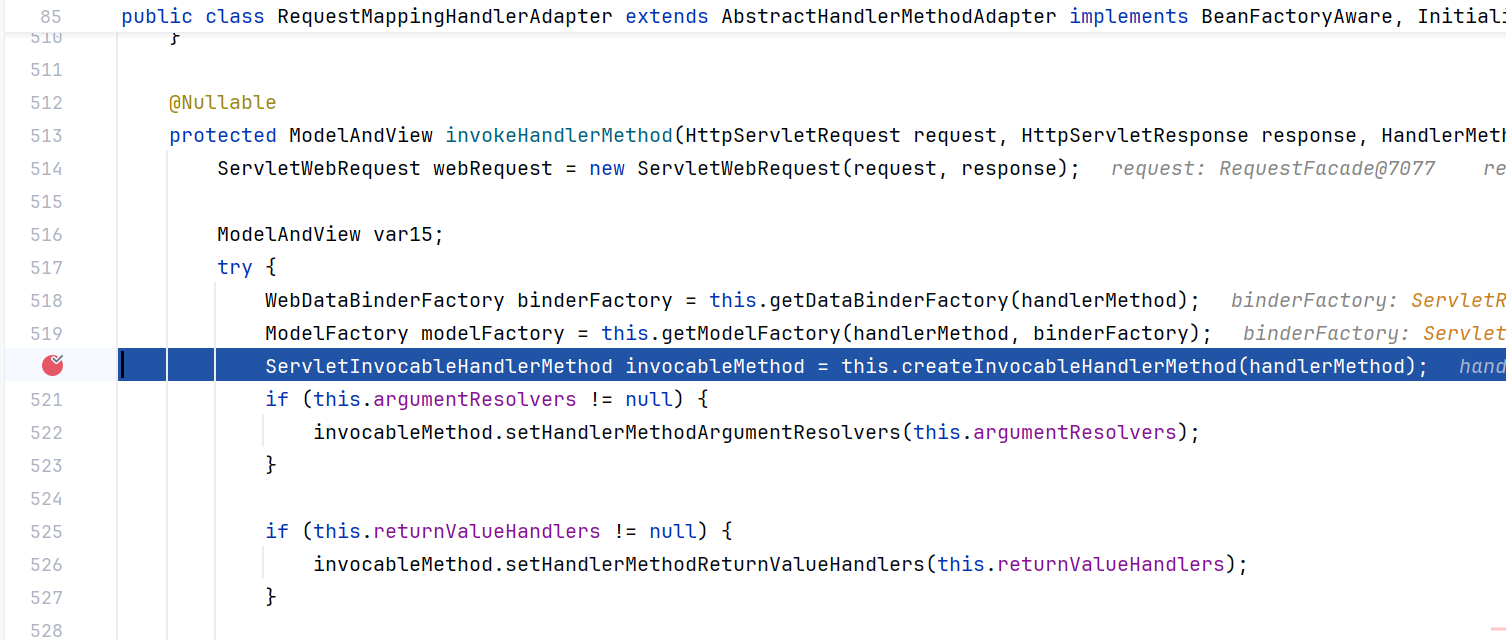 85 public class RequestMappingHandlerAdapter extends AbstractHandlerMethodAdapter implements BeanFactoryAware, Initiali
510 }
511
512 @Nullable
513 protected ModelAndView invokeHandlerMethod(HttpServletRequest request, HttpServletResponse response, HandlerMeth
514 ServletWebRequest webRequest = new ServletWebRequest(request, response); request: RequestFacade@7077 re
515
516 ModelAndView var15;
517 try {
518 WebDataBinderFactory binderFactory = this.getDataBinderFactory(handlerMethod); binderFactory: ServletR
519 ModelFactory modelFactory = this.getModelFactory(handlerMethod, binderFactory); binderFactory: Servlet
ServletInvocableHandlerMethod invocableMethod = this.createInvocableHandlerMethod(handlerMethod); hand
521 if (this.argumentResolvers != null) {
522 invocableMethod.setHandlerMethodArgumentResolvers(this.argumentResolvers);
523 }
524
525 if (this.returnValueHandlers != null) {
526 invocableMethod.setHandlerMethodReturnValueHandlers(this.returnValueHandlers);
527 }
528